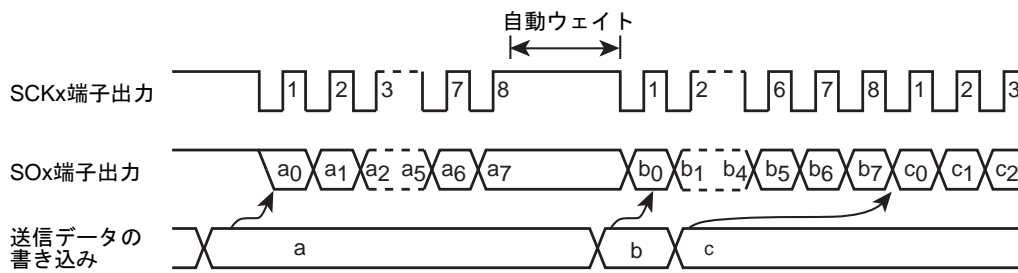 自動ウェイト
SCKx端子出力 1 2 3 7 8 1 2 6 7 8 1 2 3
SOx端子出力 a0 a1 a2 a5 a6 a7 b0 b1 b4 b5 b6 b7 c0 c1 c2
送信データの
書き込み a b c